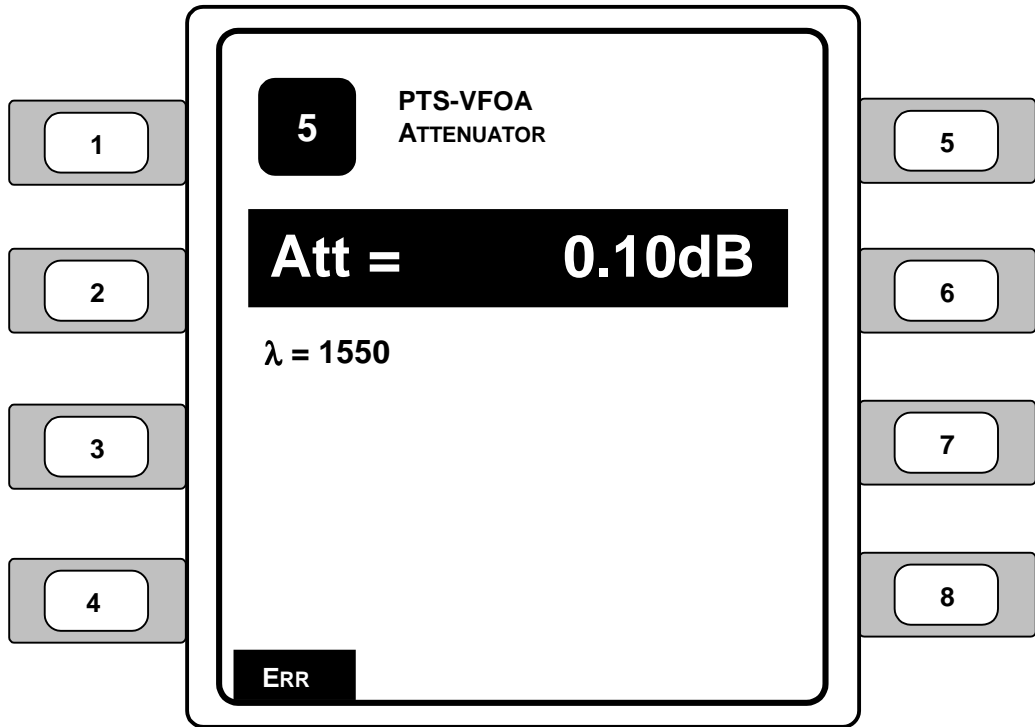 5
PTS-VFOA
ATTENUATOR
1
5
Att = 0.10dB
2
6
λ = 1550
3
7
4
8
ERR